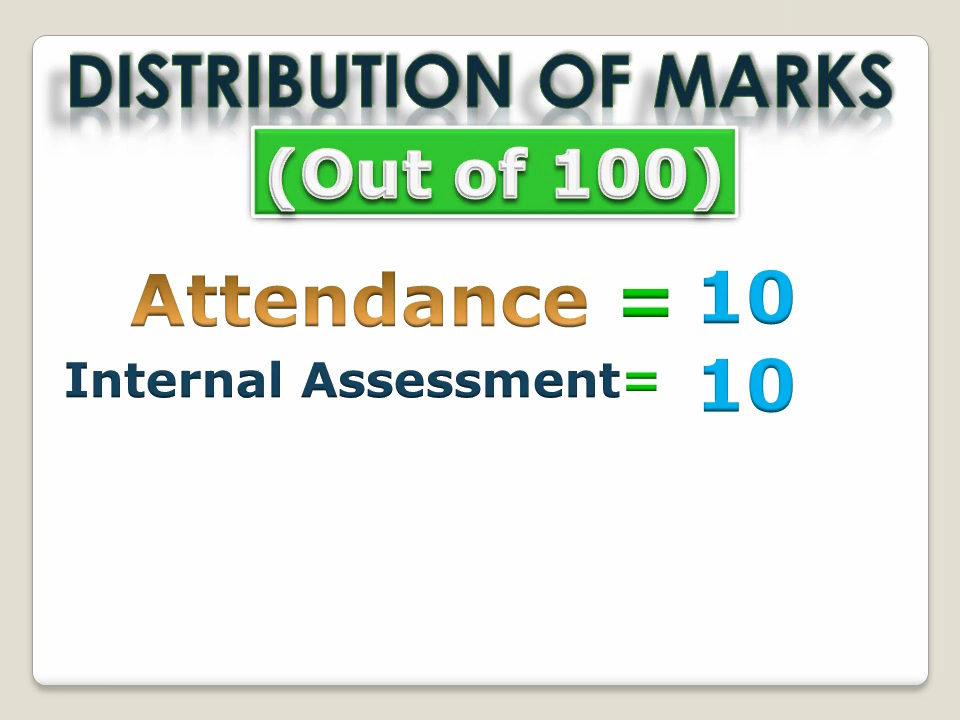 DISTRIBUTION OF MARKS
(Out of 100)
Attendance = 10
Internal Assessment= 10